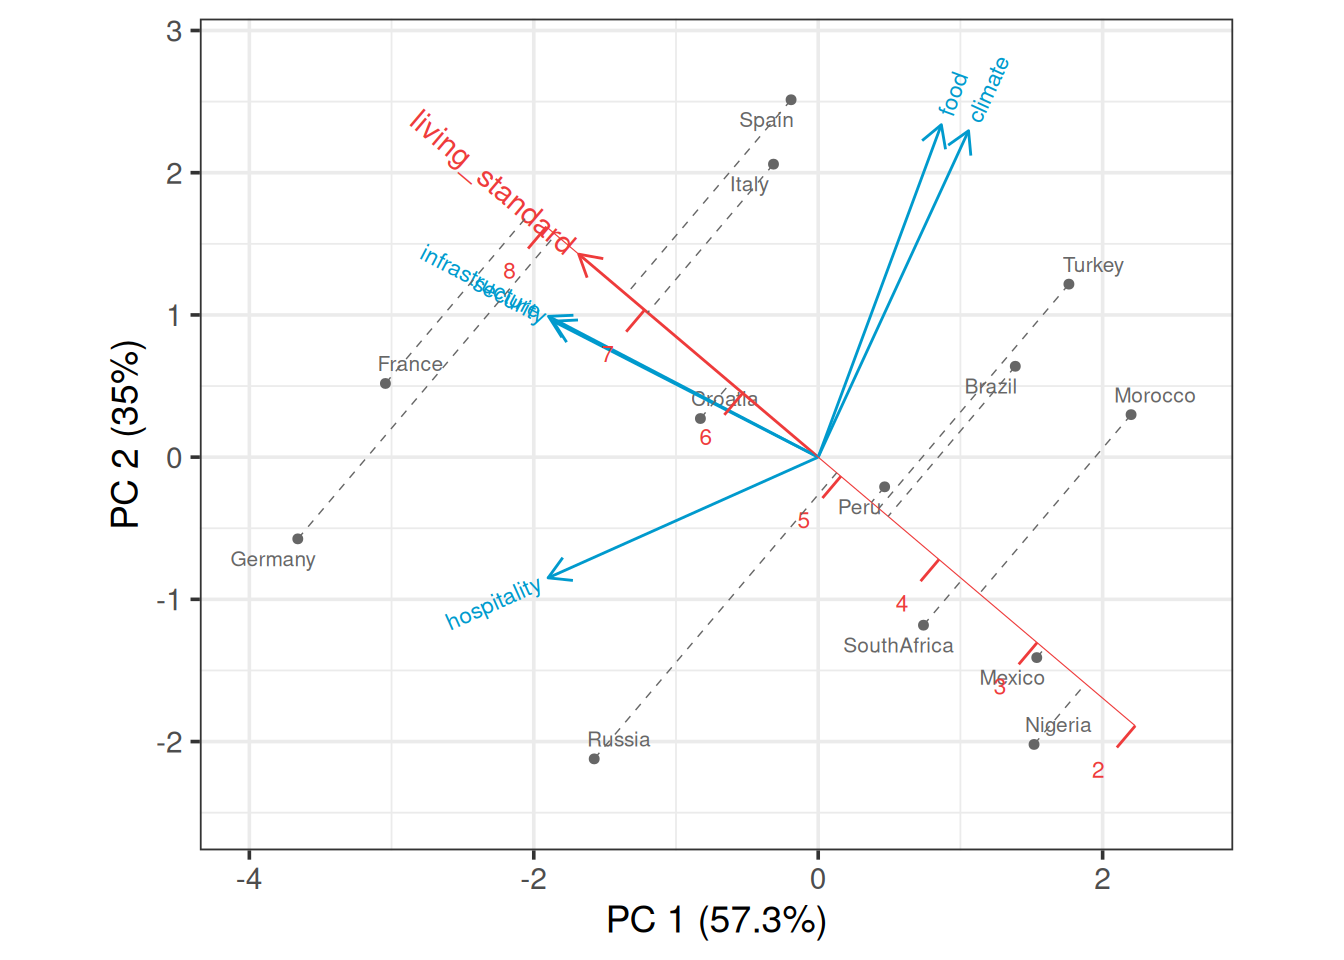 3
2
1
0
-1
-2
PC 2 (35%)
-4
-2
0
2
PC 1 (57.3%)
food
climate
Spain
living_standard
Italy
infrastructure
security
8
Turkey
7
France
Croatia
Brazil
Morocco
6
Peru
5
Germany
4
hospitality
SouthAfrica
Mexico
3
Nigeria
Russia
2